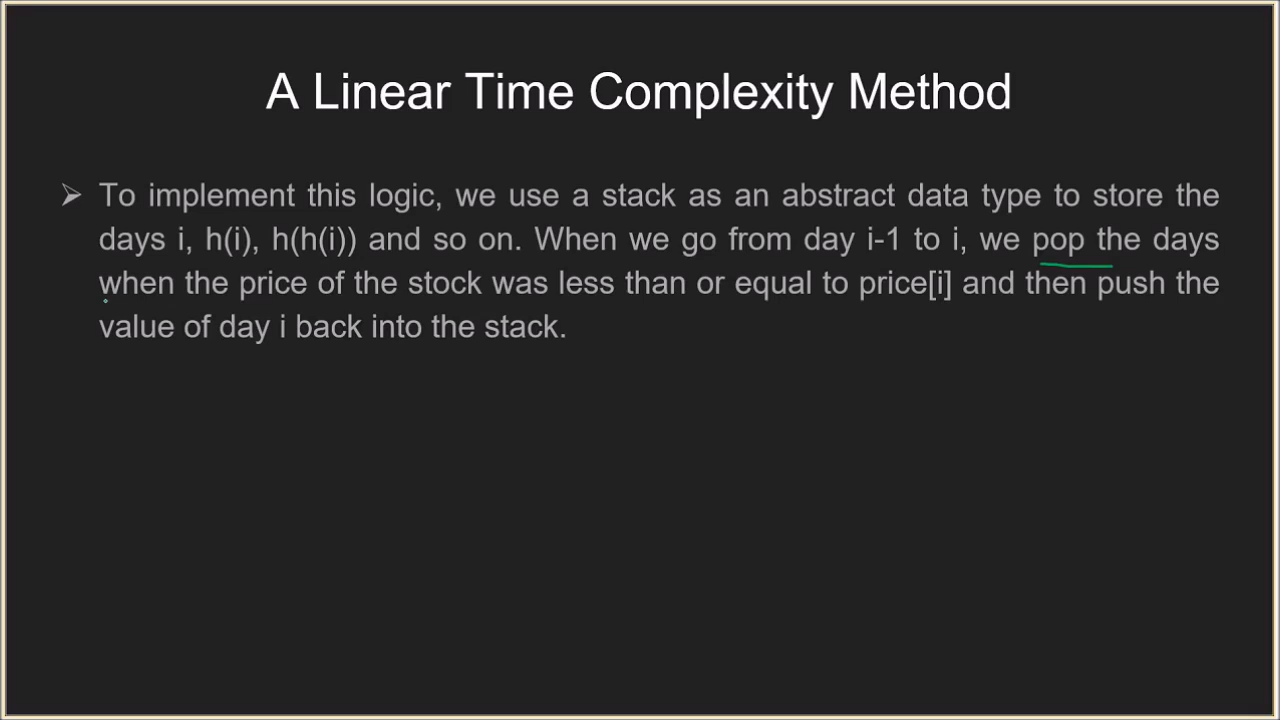 A Linear Time Complexity Method
➢ To implement this logic, we use a stack as an abstract data type to store the
days i, h(i), h(h(i)) and so on. When we go from day i-1 to i, we pop the days
when the price of the stock was less than or equal to price[i] and then push the
value of day i back into the stack.